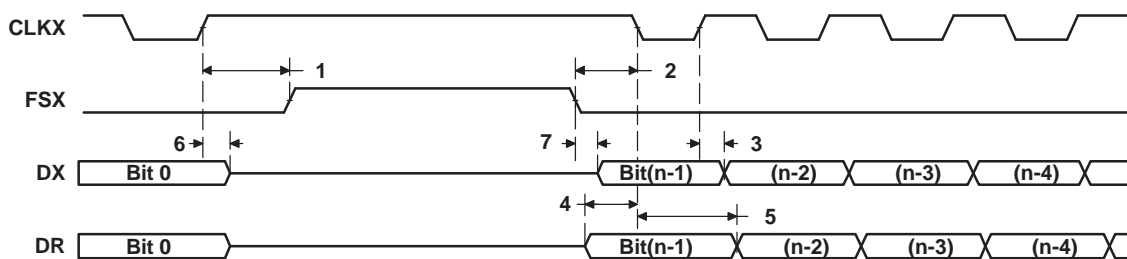 CLKX
1 2
FSX
6 7 3
DX Bit 0 Bit(n-1) (n-2) (n-3) (n-4)
4 5
DR Bit 0 Bit(n-1) (n-2) (n-3) (n-4)